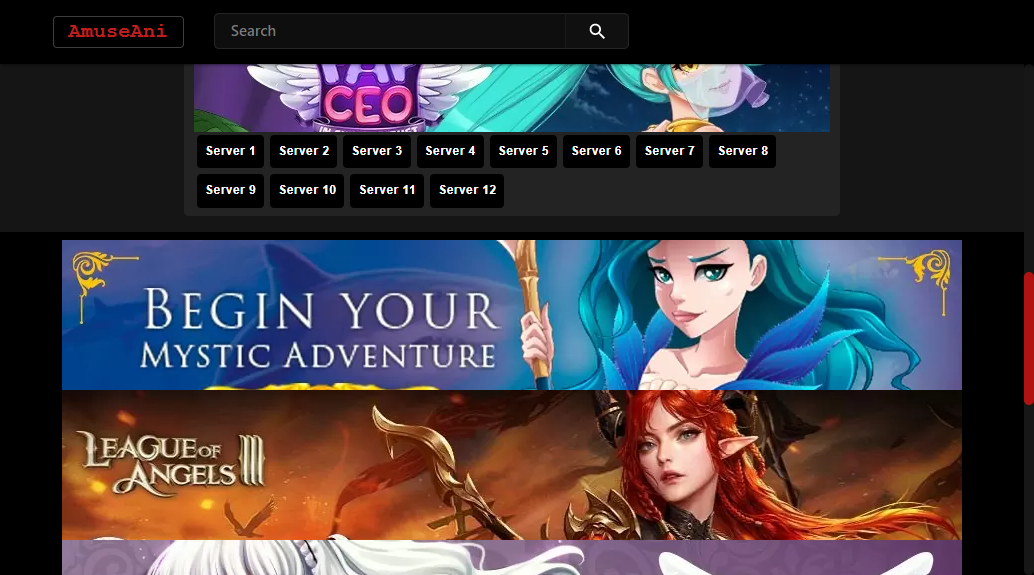 AmuseAni
Search
CEO
Server 1 Server 2 Server 3 Server 4 Server 5 Server 6 Server 7 Server 8
Server 9 Server 10 Server 11 Server 12
BEGIN YOUR
MYSTIC ADVENTURE
LEAGUE OF
ANGELS III